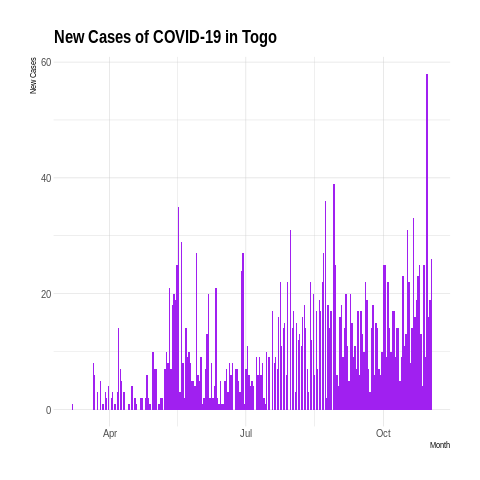 New Cases of COVID-19 in Togo
New Cases
60
40
20
0
Apr
Jul
Oct
Month